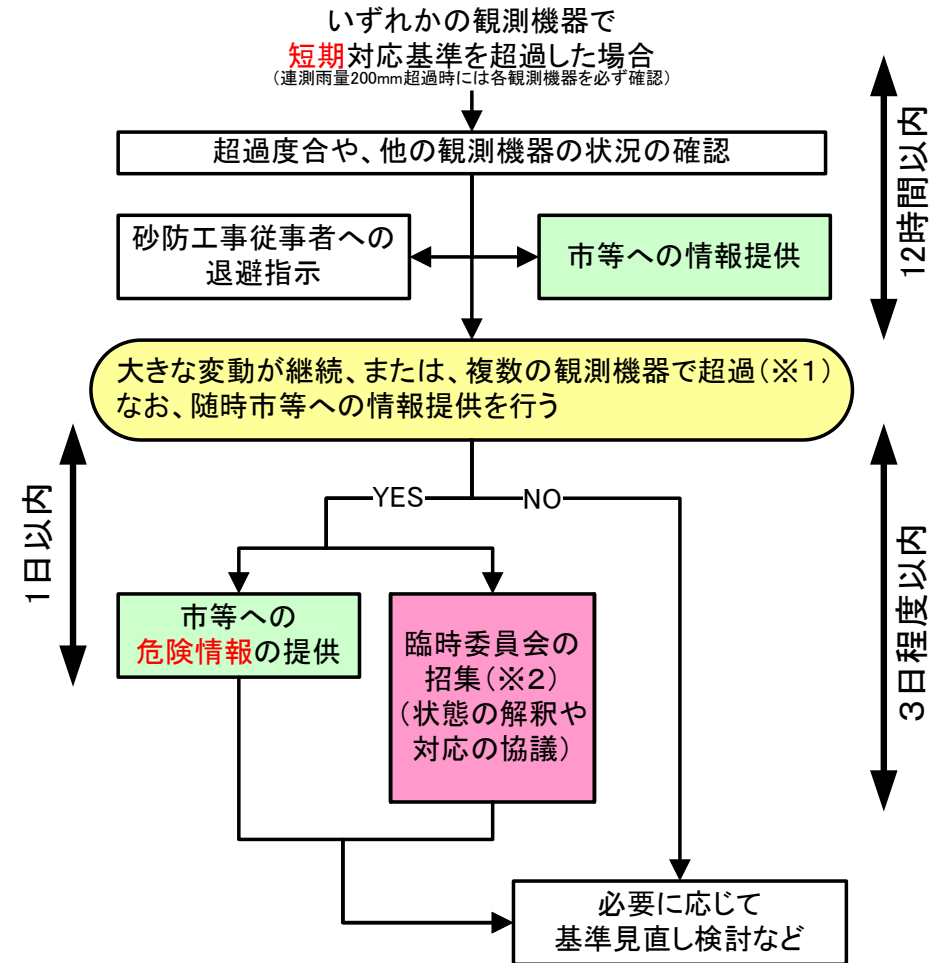 いずれかの観測機器で
短期対応基準を超過した場合
(連測雨量200mm超過時には各観測機器を必ず確認)
超過度合や、他の観測機器の状況の確認
砂防工事従事者への
退避指示
市等への情報提供
12時間以内
大きな変動が継続、または、複数の観測機器で超過(※1)
なお、随時市等への情報提供を行う
1日以内
YES
NO
3日程度以内
市等への
危険情報の提供
臨時委員会の
招集(※2)
(状態の解釈や
対応の協議)
必要に応じて
基準見直し検討など